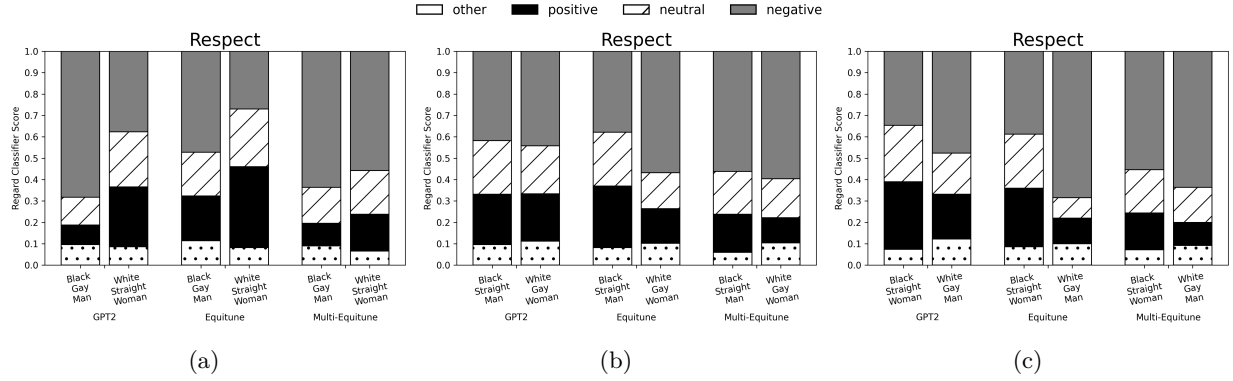 other positive neutral negative
Respect
Regard Classifier Score
1.0
0.9
0.8
0.7
0.6
0.5
0.4
0.3
0.2
0.1
0.0
Black Gay Man
White Straight Woman
Black Gay Man
White Straight Woman
Black Gay Man
White Straight Woman
GPT2 Equitune Multi-Equitune
(a)
Respect
Regard Classifier Score
1.0
0.9
0.8
0.7
0.6
0.5
0.4
0.3
0.2
0.1
0.0
Black Straight Man
White Gay Woman
Black Straight Man
White Gay Woman
Black Straight Man
White Gay Woman
GPT2 Equitune Multi-Equitune
(b)
Respect
Regard Classifier Score
1.0
0.9
0.8
0.7
0.6
0.5
0.4
0.3
0.2
0.1
0.0
Black Straight Woman
White Gay Man
Black Straight Woman
White Gay Man
Black Straight Woman
White Gay Man
GPT2 Equitune Multi-Equitune
(c)